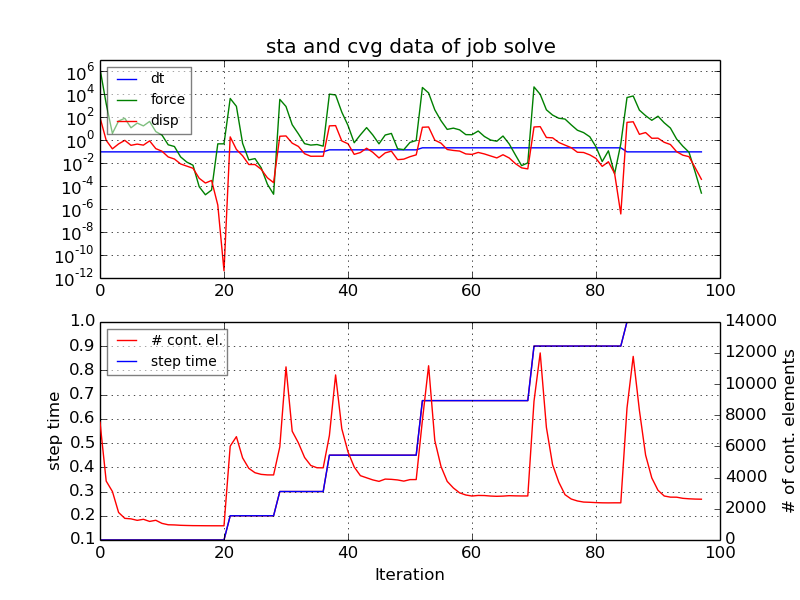 sta and cvg data of job solve
10^6
10^4
10^2
10^0
10^-2
10^-4
10^-6
10^-8
10^-10
10^-12
dt
force
disp
0 20 40 60 80 100
1.0
0.9
0.8
0.7
0.6
0.5
0.4
0.3
0.2
0.1
step time
# cont. el.
step time
14000
12000
10000
8000
6000
4000
2000
0
# of cont. elements
0 20 40 60 80 100
Iteration